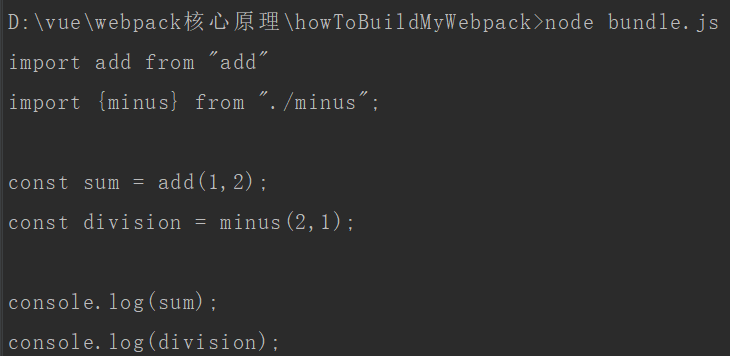 D:\vue\webpack核心原理\howToBuildMyWebpack>node bundle.js
import add from "add"
import {minus} from "./minus";
const sum = add(1,2);
const division = minus(2,1);
console.log(sum);
console.log(division);